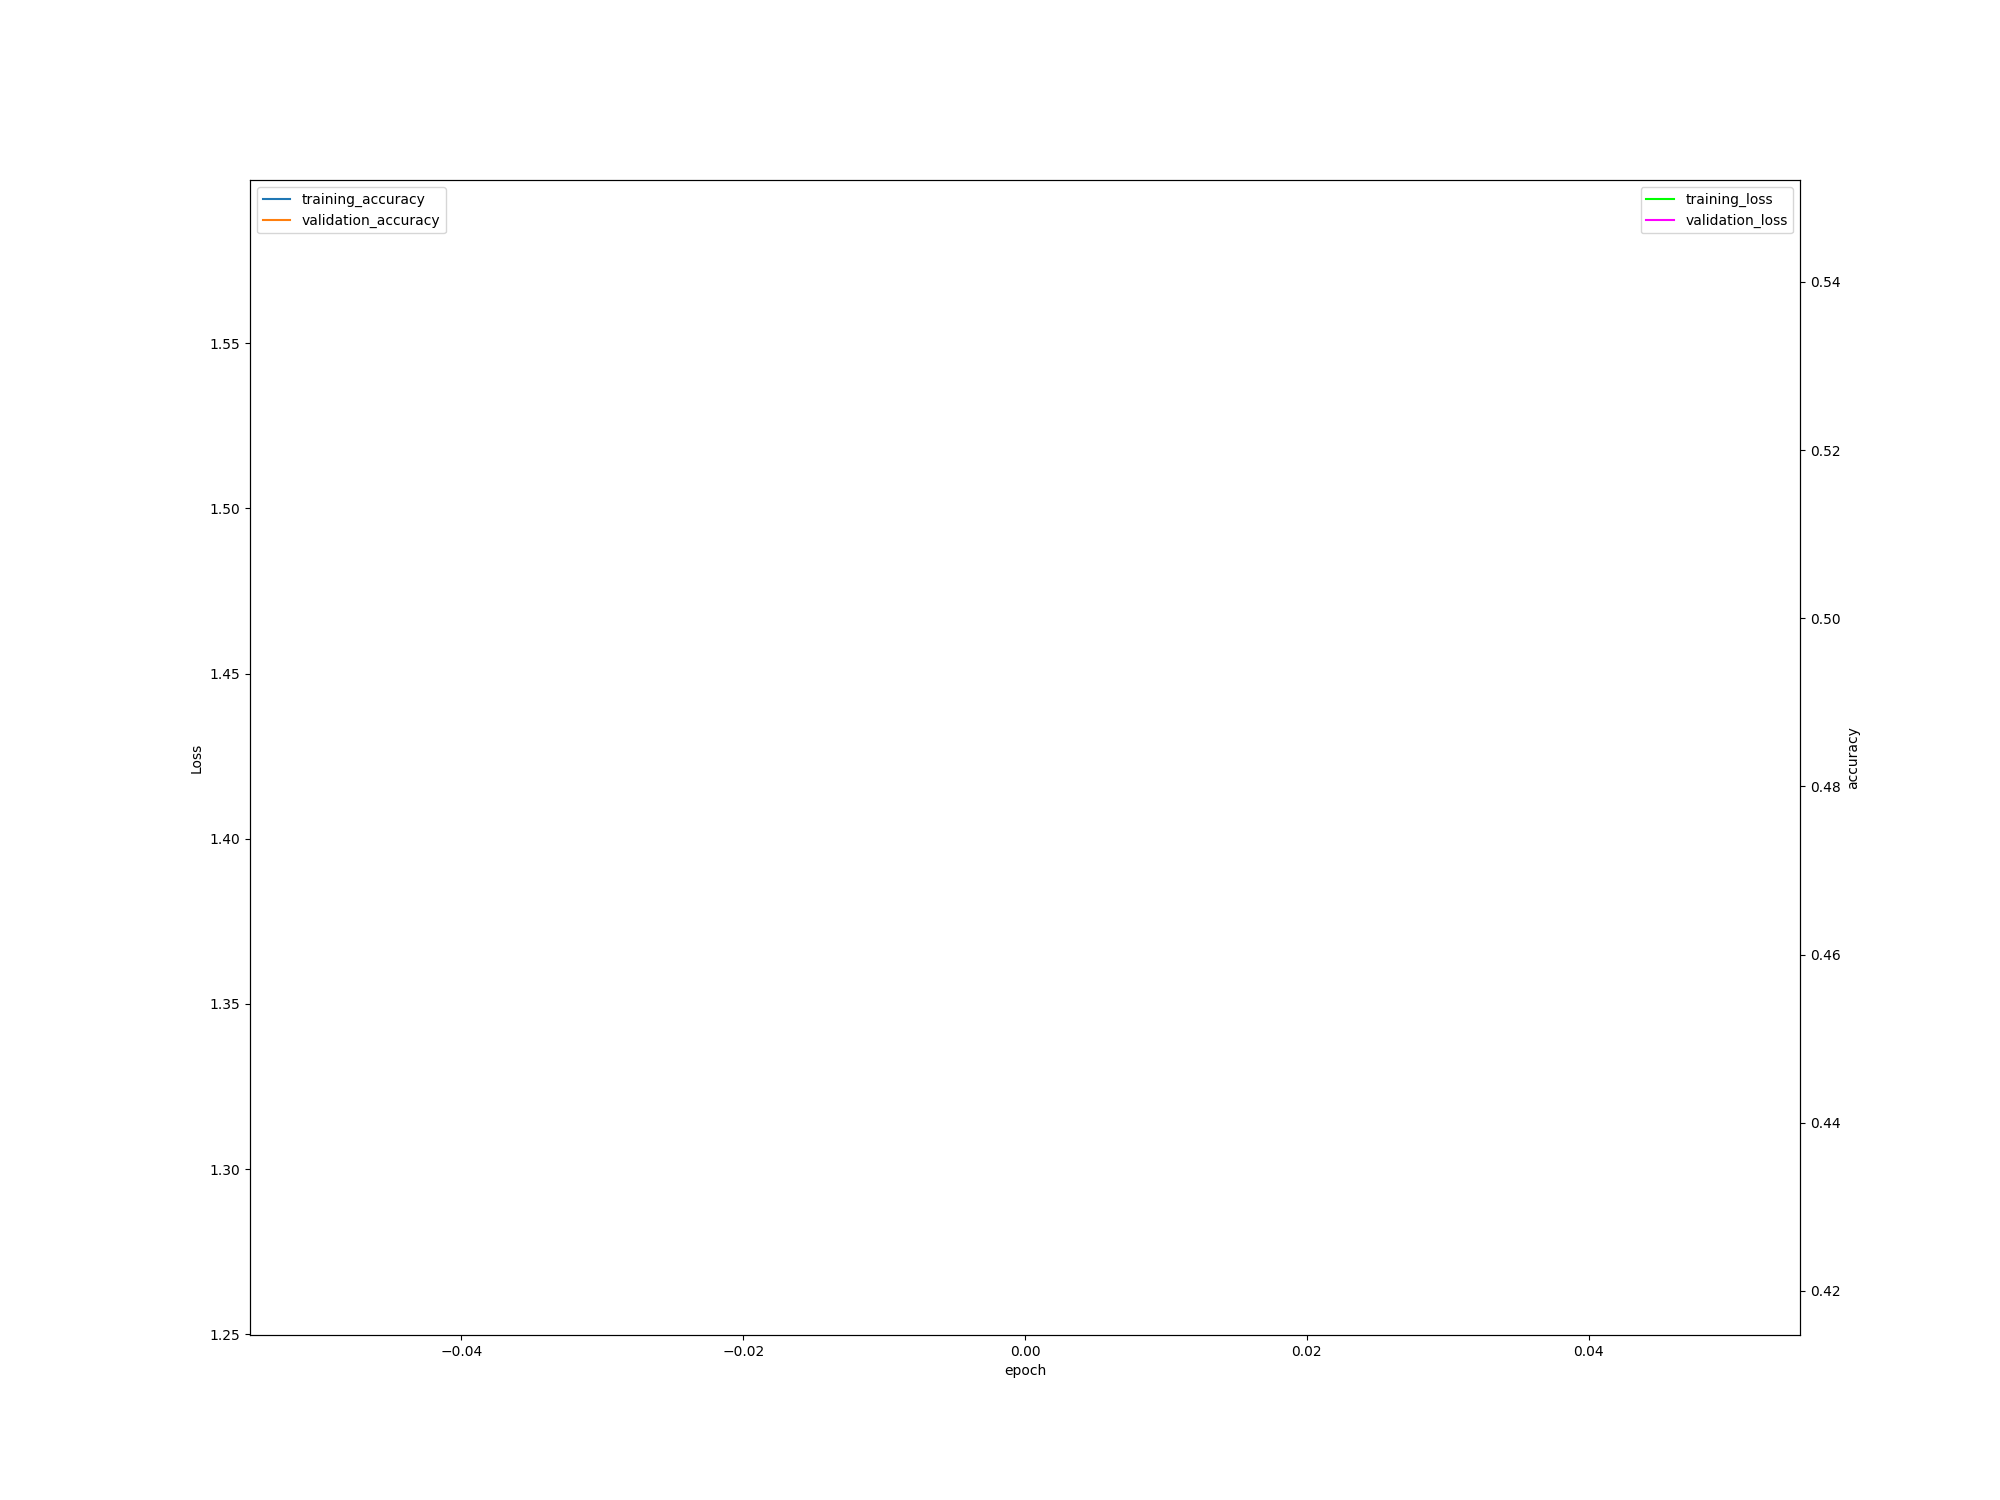 training_accuracy
validation_accuracy
training_loss
validation_loss
1.55
1.50
1.45
1.40
1.35
1.30
1.25
Loss
0.54
0.52
0.50
0.48
0.46
0.44
0.42
accuracy
−0.04 −0.02 0.00 0.02 0.04
epoch